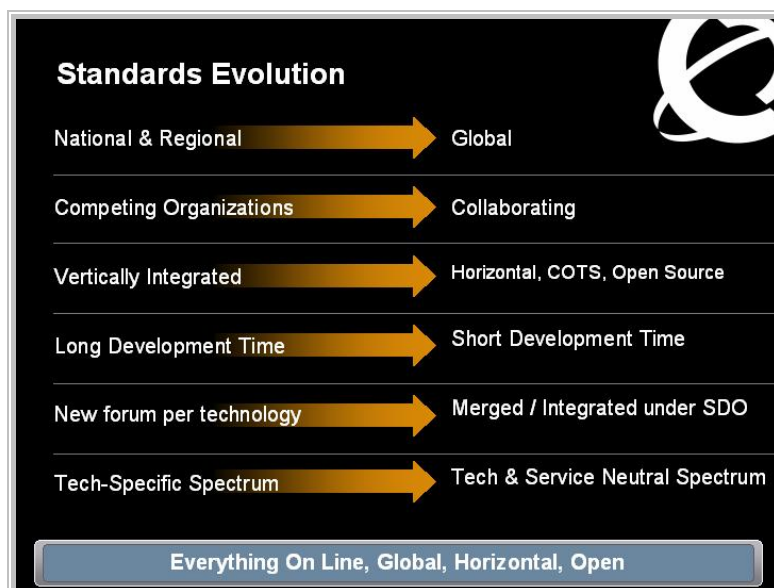 Standards Evolution
National & Regional
Global
Competing Organizations
Collaborating
Vertically Integrated
Horizontal, COTS, Open Source
Long Development Time
Short Development Time
New forum per technology
Merged / Integrated under SDO
Tech-Specific Spectrum
Tech & Service Neutral Spectrum
Everything On Line, Global, Horizontal, Open